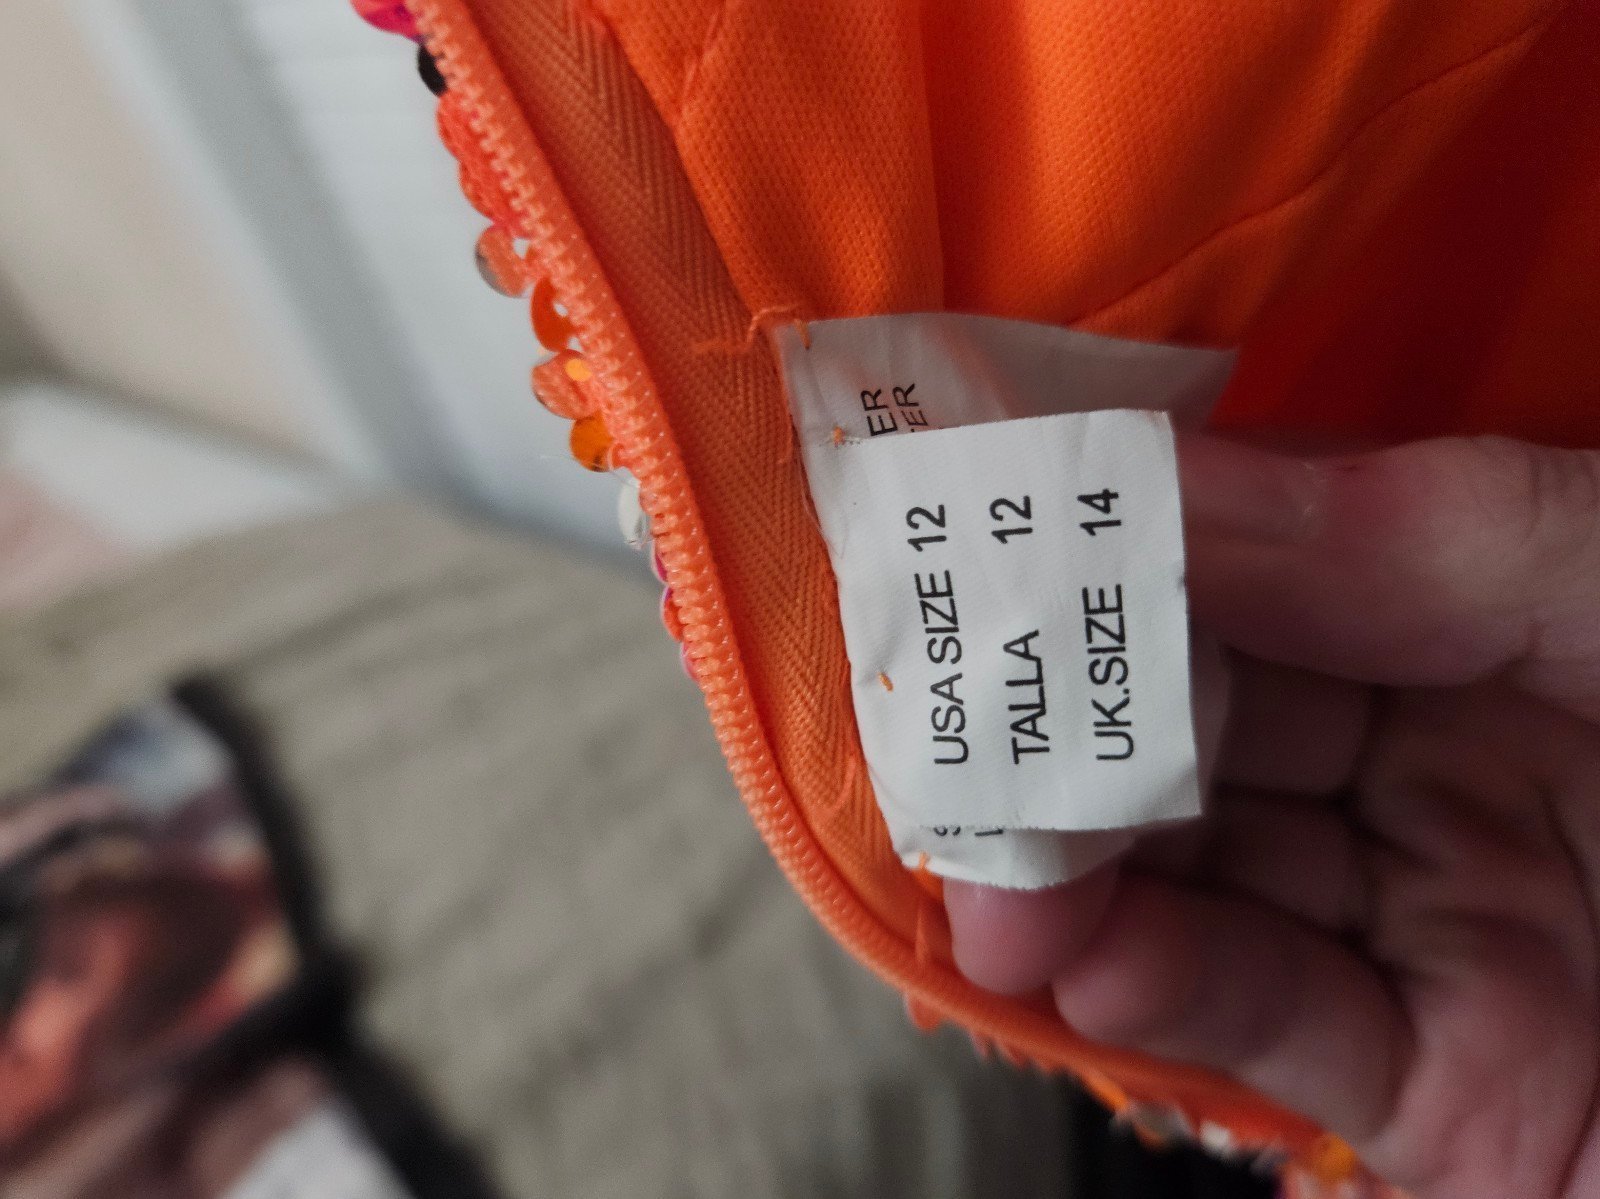 USA SIZE 12
TALLA 12
UK.SIZE 14